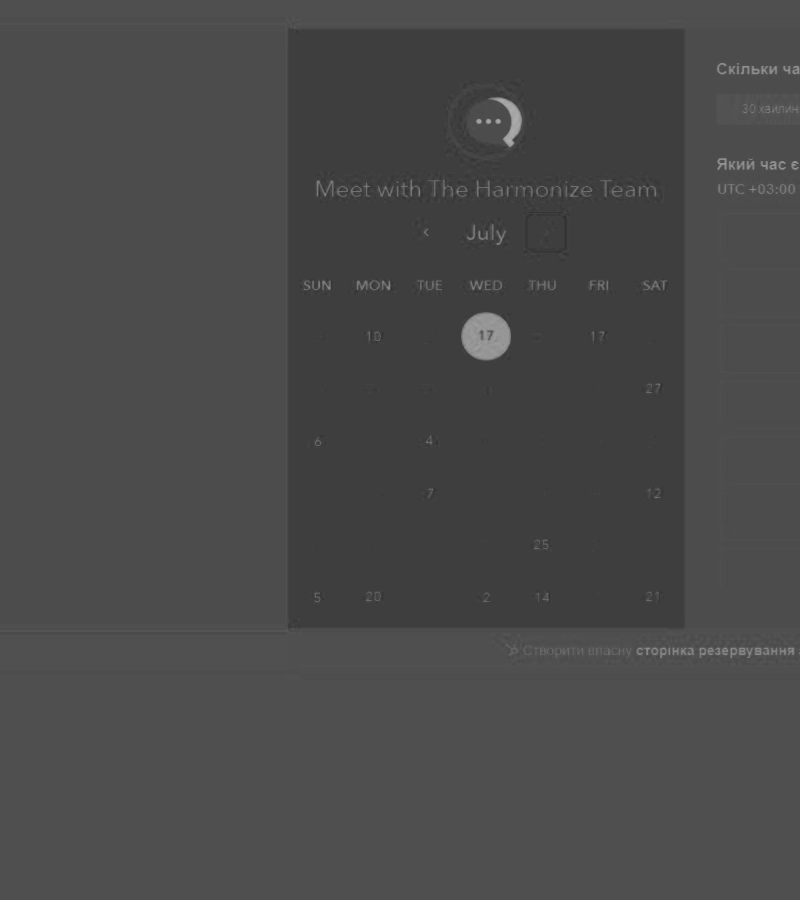 Скільки ча
30 хвилин
Meet with The Harmonize Team
Який час є
UTC +03:00
July
SUN MON TUE WED THU FRI SAT
10 17 17
27
6 4
7 12
25
5 20 2 14 21
Створити власну сторінка резервування